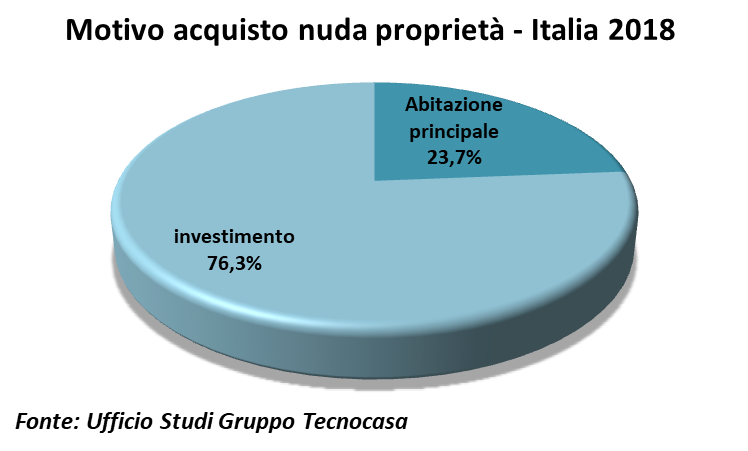 Motivo acquisto nuda proprietà - Italia 2018
Abitazione
principale
23,7%
investimento
76,3%
Fonte: Ufficio Studi Gruppo Tecnocasa